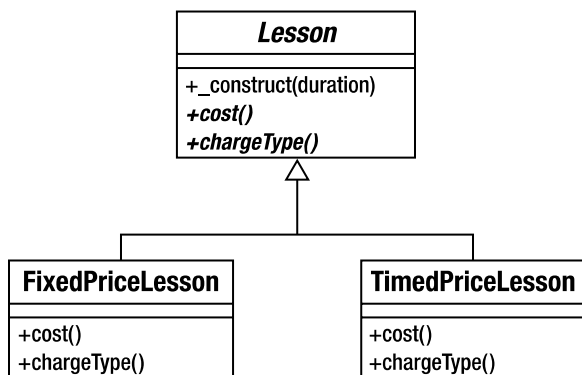 Lesson
+_construct(duration)
+cost()
+chargeType()
FixedPriceLesson
+cost()
+chargeType()
TimedPriceLesson
+cost()
+chargeType()